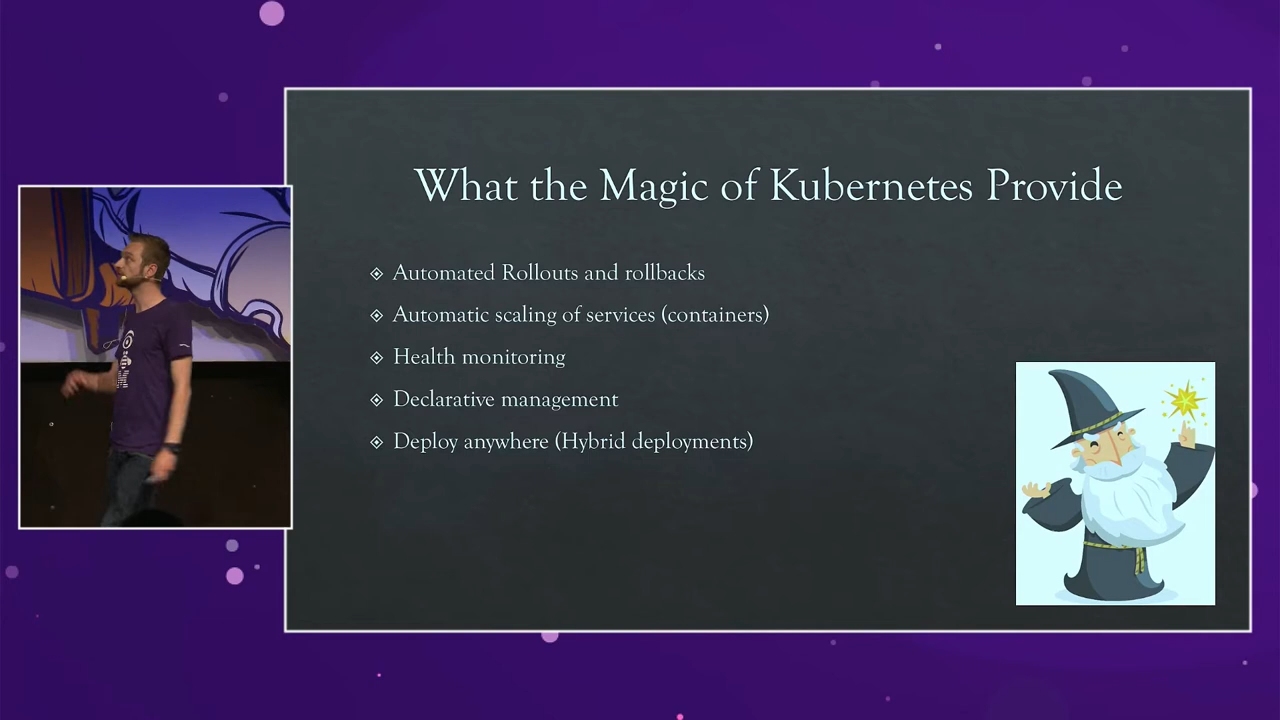 What the Magic of Kubernetes Provide
Automated Rollouts and rollbacks
Automatic scaling of services (containers)
Health monitoring
Declarative management
Deploy anywhere (Hybrid deployments)